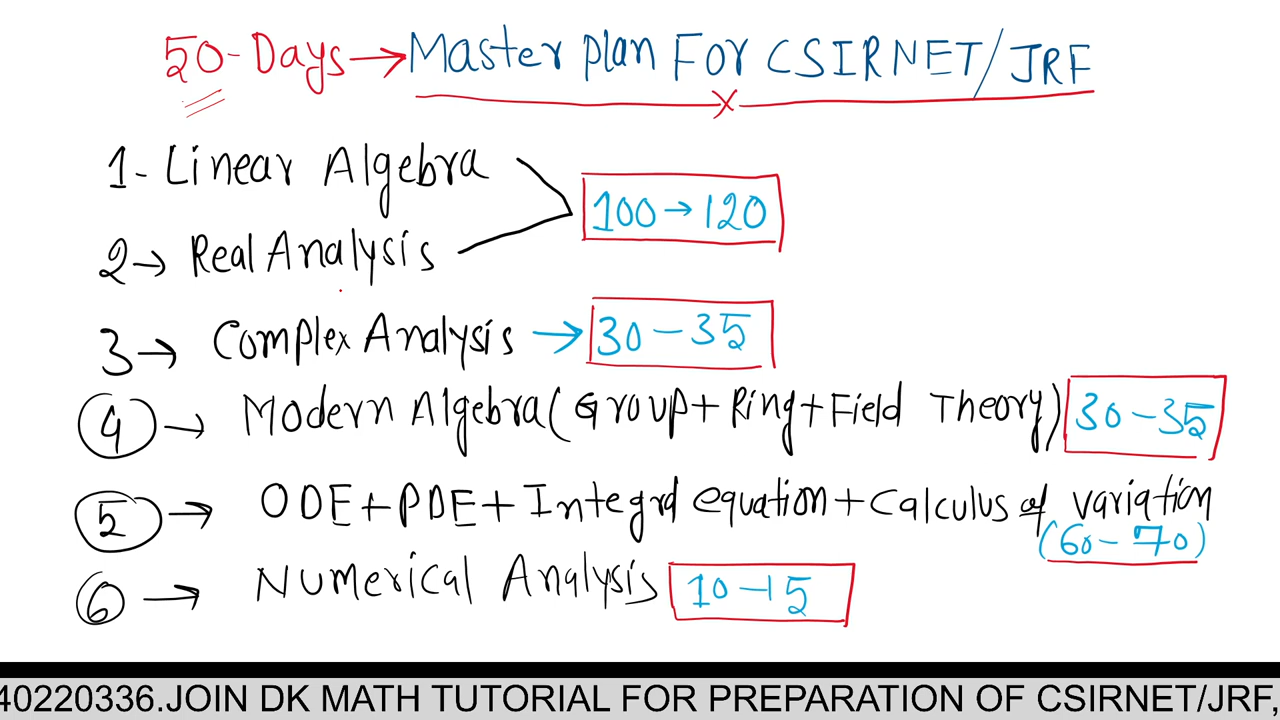 50-Days → Master plan For CSIRNET/JRF
1- Linear Algebra
100 → 120
2 → Real Analysis
3 → Complex Analysis → 30 - 35
4 → Modern Algebra (Group + Ring + Field Theory) 30 - 35
5 → ODE + PDE + Integral equation + Calculus of variation
(60 - 70)
6 → Numerical Analysis 10 - 15
40220336.JOIN DK MATH TUTORIAL FOR PREPARATION OF CSIRNET/JRF,